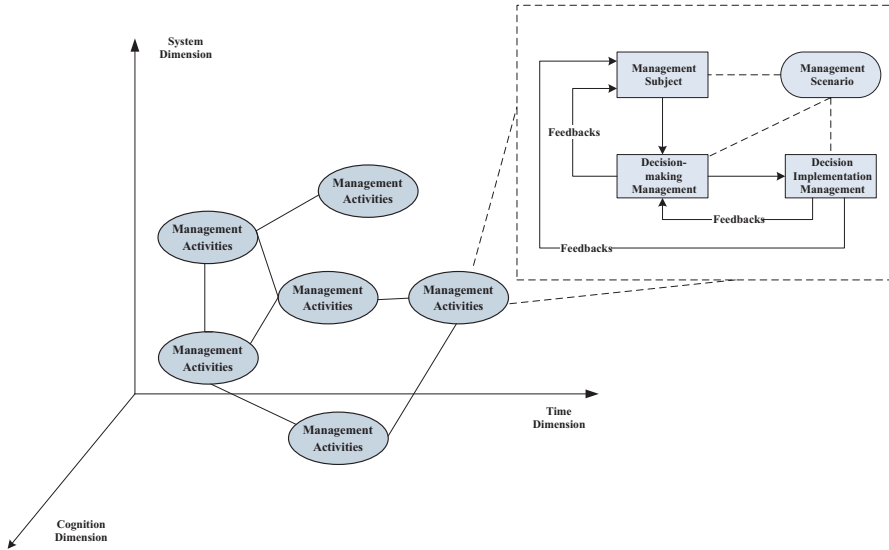 System
Dimension
Management
Subject
Management
Scenario
Feedbacks
Decision-
making
Management
Decision
Implementation
Management
Feedbacks
Feedbacks
Management
Activities
Management
Activities
Management
Activities
Management
Activities
Management
Activities
Management
Activities
Time
Dimension
Cognition
Dimension